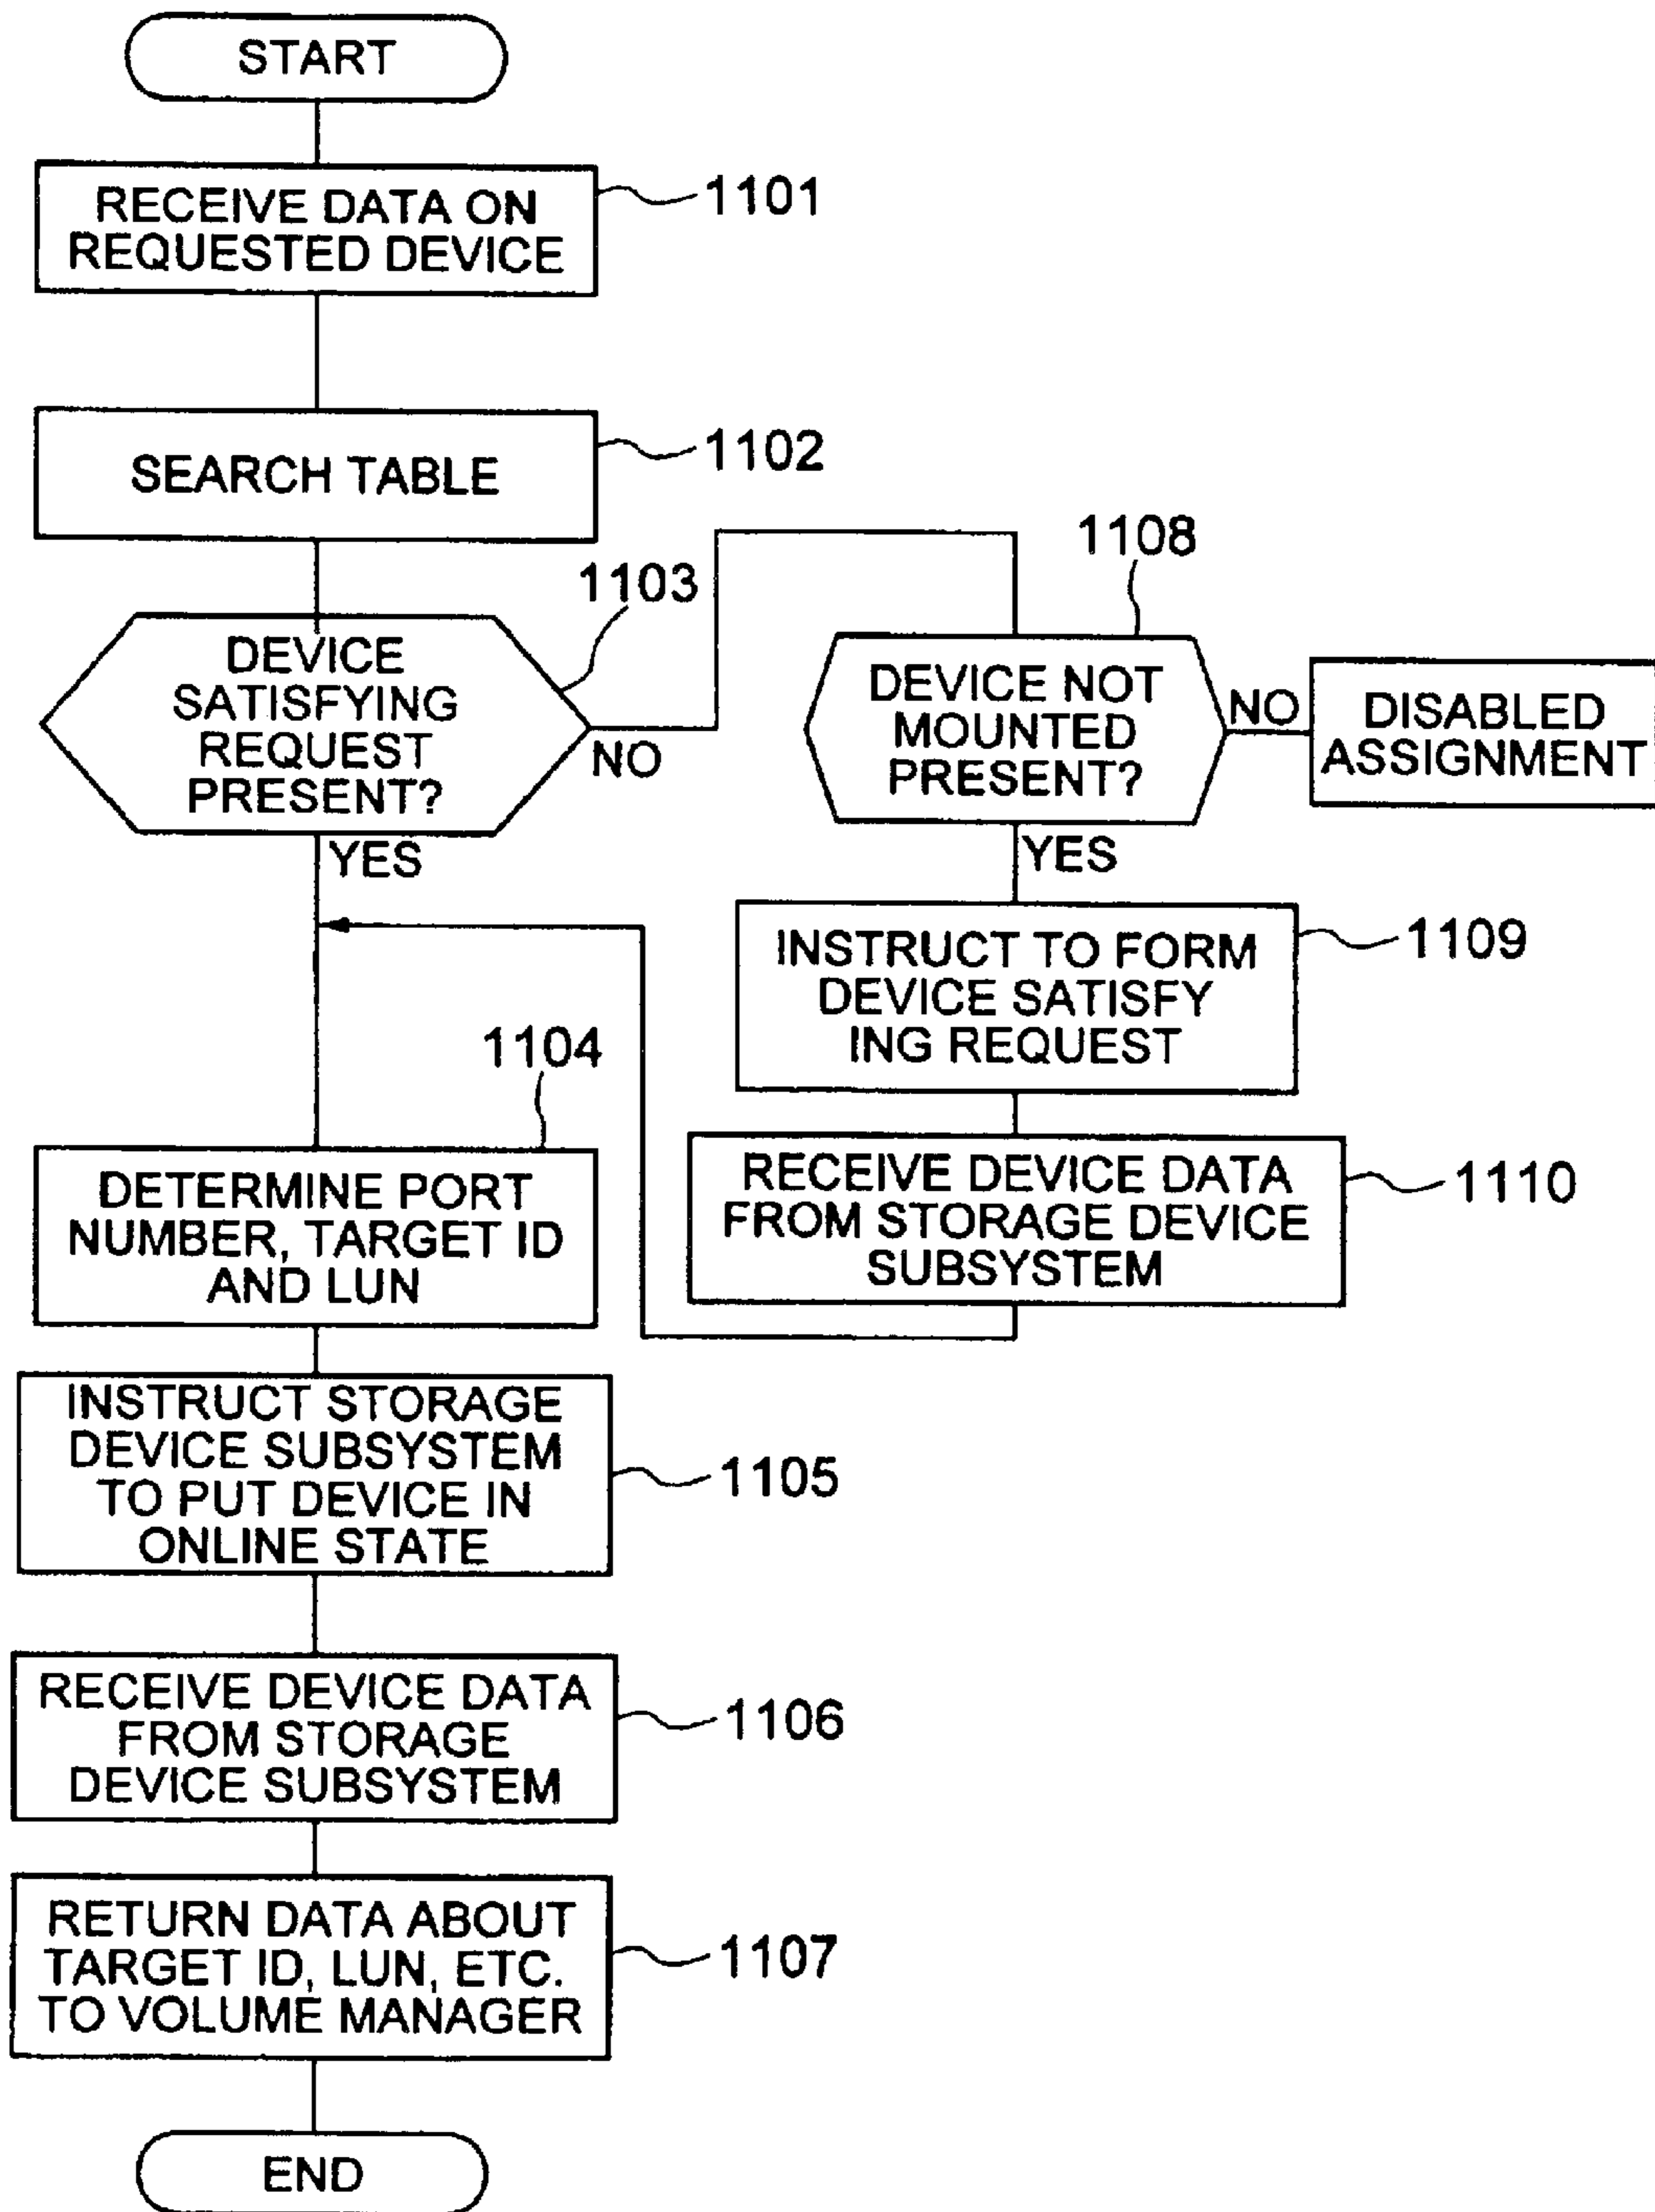 START
RECEIVE DATA ON
REQUESTED DEVICE
1101
SEARCH TABLE
1102
DEVICE
SATISFYING
REQUEST
PRESENT?
1103
NO
YES
DEVICE NOT
MOUNTED
PRESENT?
1108
NO
DISABLED
ASSIGNMENT
YES
INSTRUCT TO FORM
DEVICE SATISFY
ING REQUEST
1109
RECEIVE DEVICE DATA
FROM STORAGE DEVICE
SUBSYSTEM
1110
1104
DETERMINE PORT
NUMBER, TARGET ID
AND LUN
INSTRUCT STORAGE
DEVICE SUBSYSTEM
TO PUT DEVICE IN
ONLINE STATE
1105
RECEIVE DEVICE DATA
FROM STORAGE
DEVICE SUBSYSTEM
1106
RETURN DATA ABOUT
TARGET ID, LUN, ETC.
TO VOLUME MANAGER
1107
END